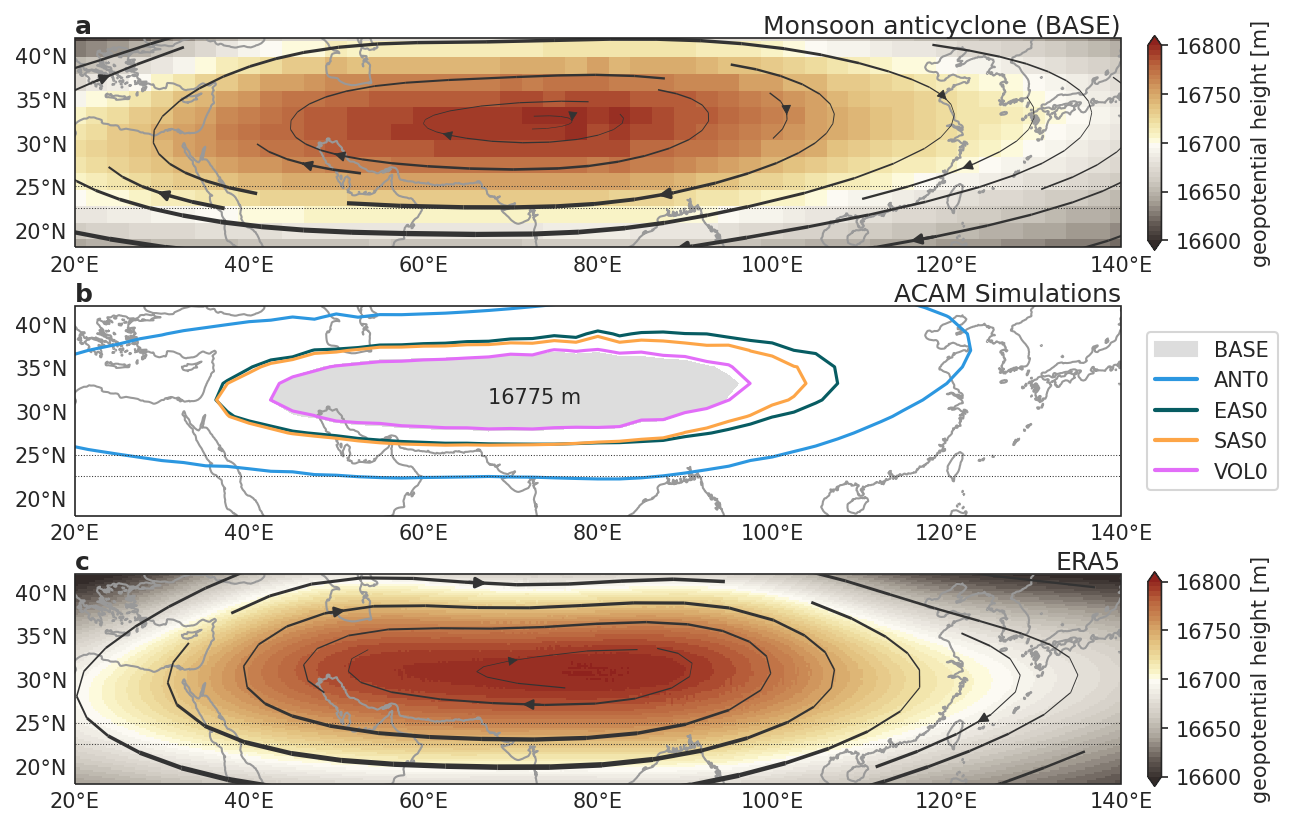 a Monsoon anticyclone (BASE)
40°N
35°N
30°N
25°N
20°N
20°E 40°E 60°E 80°E 100°E 120°E 140°E
16800
16750
16700
16650
16600
geopotential height [m]
b ACAM Simulations
40°N
35°N
30°N
25°N
20°N
16775 m
20°E 40°E 60°E 80°E 100°E 120°E 140°E
BASE
ANT0
EAS0
SAS0
VOL0
c ERA5
40°N
35°N
30°N
25°N
20°N
20°E 40°E 60°E 80°E 100°E 120°E 140°E
16800
16750
16700
16650
16600
geopotential height [m]